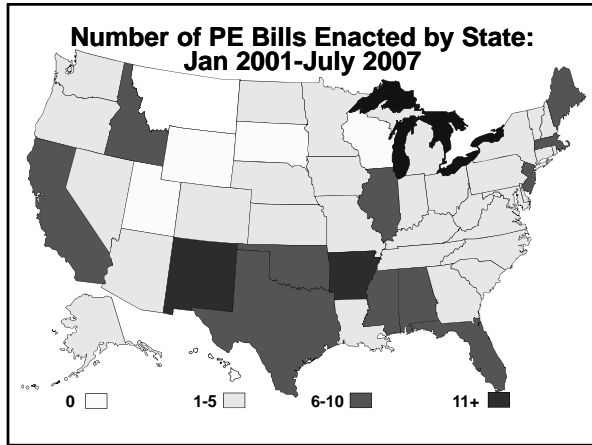 Number of PE Bills Enacted by State:
Jan 2001-July 2007
0 1-5 6-10 11+